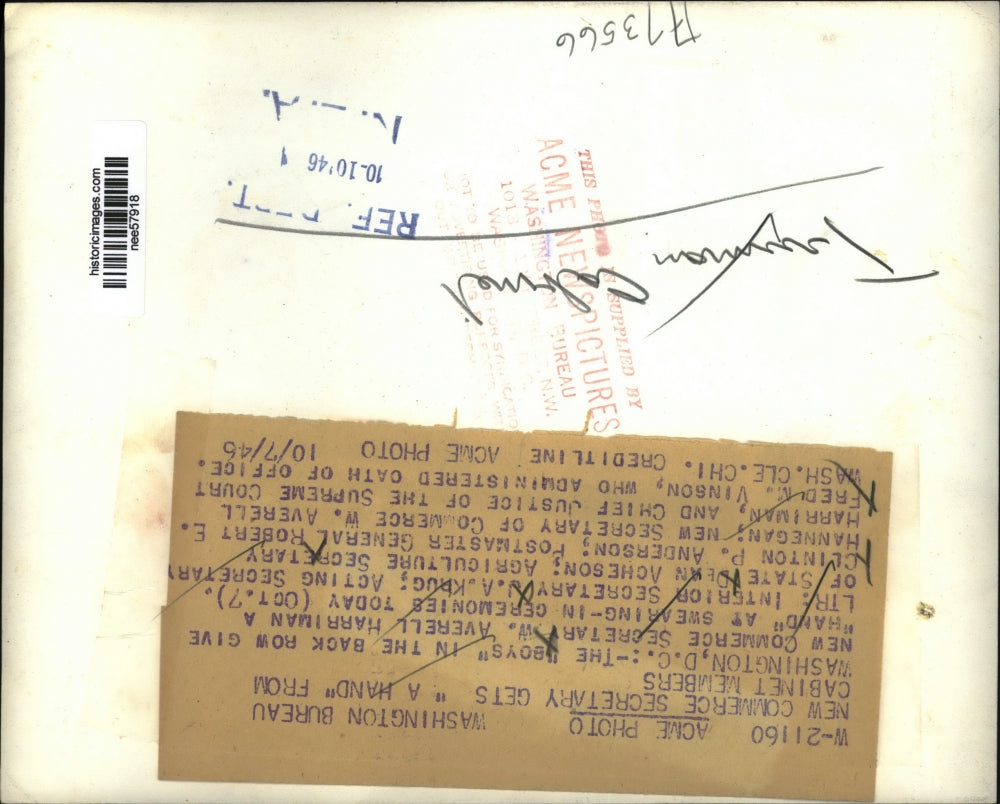 W-21160 ACME PHOTO WASHINGTON BUREAU
NEW COMMERCE SECRETARY GETS " A HAND" FROM
CABINET MEMBERS
WASHINGTON,D.C.:-THE "BOYS" IN THE BACK ROW GIVE
NEW COMMERCE SECRETARY W. AVERELL HARRIMAN A
"HAND" AT SWEARING-IN CEREMONIES TODAY (OCT.7).
LTR: INTERIOR SECRETARY J.A. KRUG; ACTING SECRETARY
OF STATE DEAN ACHESON; AGRICULTURE SECRETARY
CLINTON P. ANDERSON; POSTMASTER GENERAL ROBERT E.
HANNEGAN; NEW SECRETARY OF COMMERCE W. AVERELL
HARRIMAN, AND CHIEF JUSTICE OF THE SUPREME COURT
FRED M. VINSON, WHO ADMINISTERED OATH OF OFFICE.
WASH.CLE.CHI. CREDITLINE ACME PHOTO 10/7/46
Truman Cabinet
THIS PHOTO IS SUPPLIED BY
ACME NEWSPICTURES
WASHINGTON BUREAU
N.W.
REF. DEPT.
10-10'46
N.E.A.
historicimages.com
nee57918